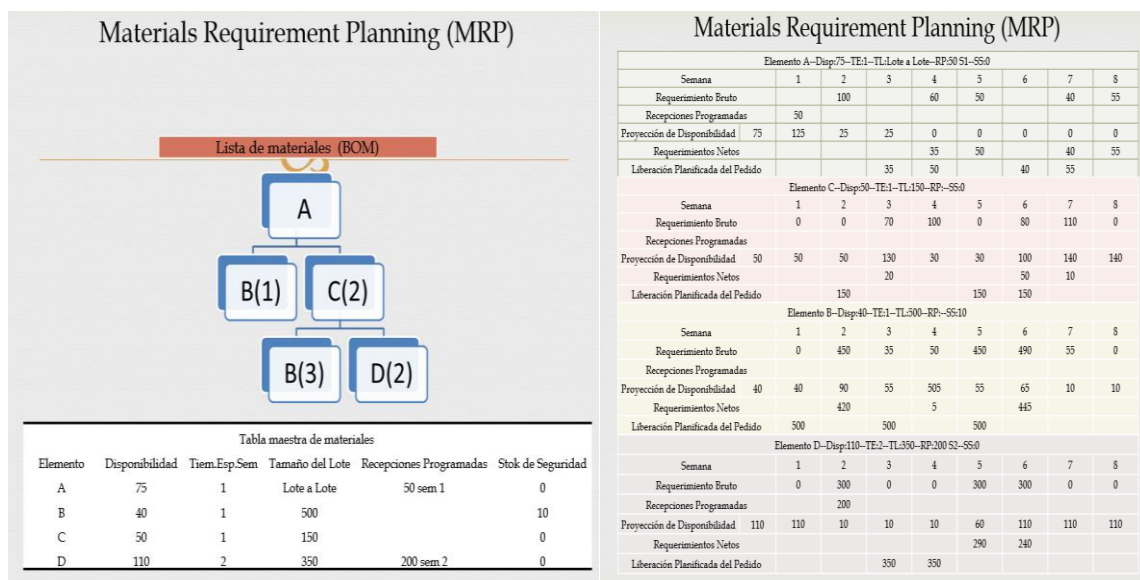 Materials Requirement Planning (MRP)
Lista de materiales (BOM)
A
B(1) C(2)
B(3) D(2)
Tabla maestra de materiales
Elemento Disponibilidad Tiem.Esp.Sem Tamaño del Lote Recepciones Programadas Stok de Seguridad
A 75 1 Lote a Lote 50 sem 1 0
B 40 1 500 10
C 50 1 150 0
D 110 2 350 200 sem 2 0
Materials Requirement Planning (MRP)
Elemento A--Disp:75--TE:1--TL:Lote a Lote--RP:50 S1--SS:0
Semana 1 2 3 4 5 6 7 8
Requerimiento Bruto 100 60 50 40 55
Recepciones Programadas 50
Proyección de Disponibilidad 75 125 25 25 0 0 0 0 0
Requerimientos Netos 35 50 40 55
Liberación Planificada del Pedido 35 50 40 55
Elemento C--Disp:50--TE:1--TL:150--RP:--SS:0
Semana 1 2 3 4 5 6 7 8
Requerimiento Bruto 0 0 70 100 0 80 110 0
Recepciones Programadas
Proyección de Disponibilidad 50 50 50 130 30 30 100 140 140
Requerimientos Netos 20 50 10
Liberación Planificada del Pedido 150 150 150
Elemento B--Disp:40--TE:1--TL:500--RP:--SS:10
Semana 1 2 3 4 5 6 7 8
Requerimiento Bruto 0 450 35 50 450 490 55 0
Recepciones Programadas
Proyección de Disponibilidad 40 40 90 55 505 55 65 10 10
Requerimientos Netos 420 5 445
Liberación Planificada del Pedido 500 500 500
Elemento D--Disp:110--TE:2--TL:350--RP:200 S2--SS:0
Semana 1 2 3 4 5 6 7 8
Requerimiento Bruto 0 300 0 0 300 300 0 0
Recepciones Programadas 200
Proyección de Disponibilidad 110 110 10 10 10 60 110 110 110
Requerimientos Netos 290 240
Liberación Planificada del Pedido 350 350